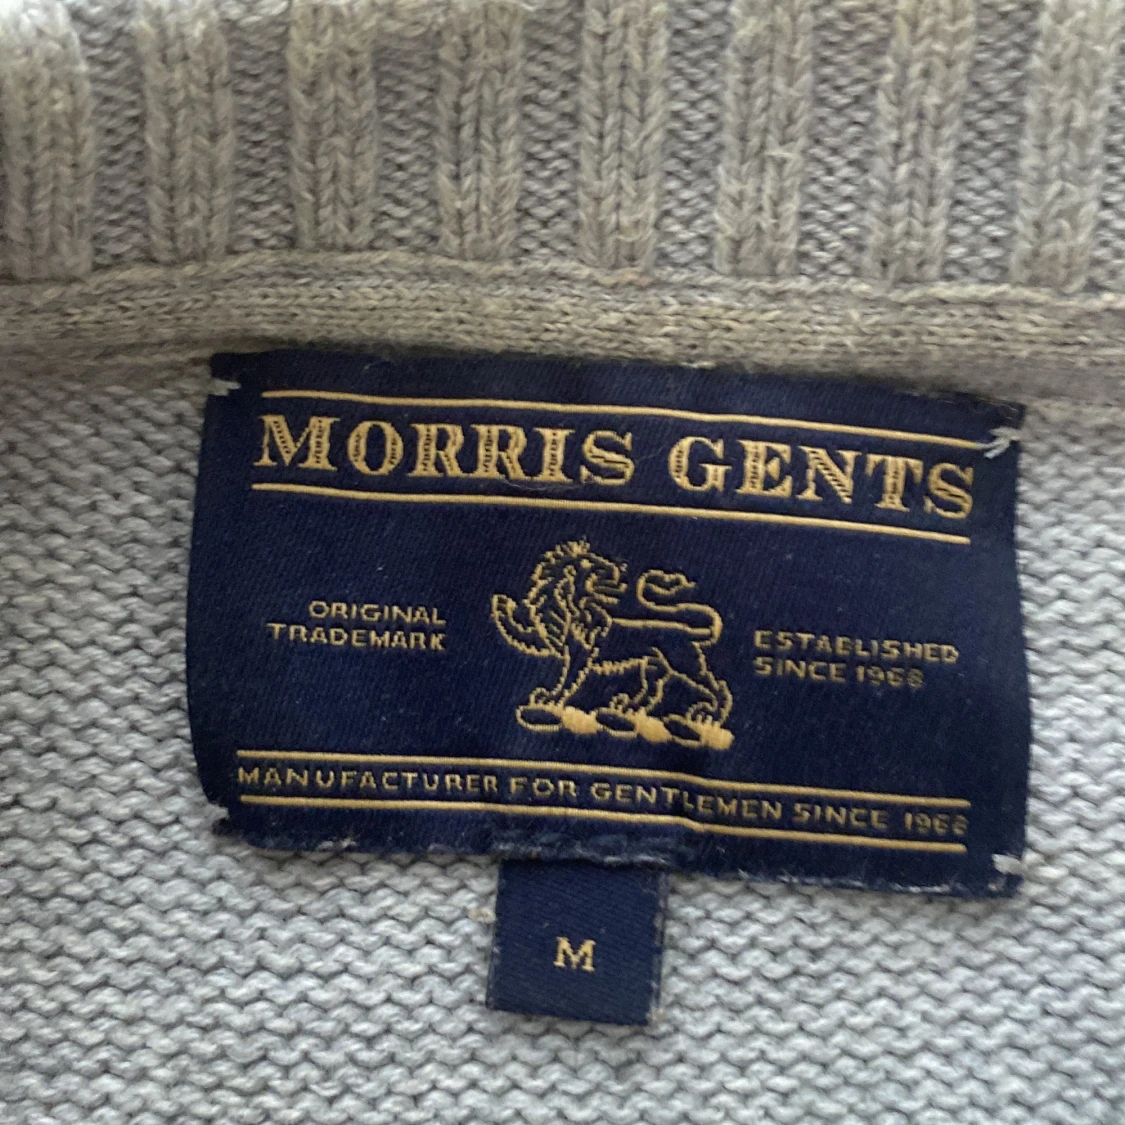 MORRIS GENTS
ORIGINAL
TRADEMARK
ESTABLISHED
SINCE 1968
MANUFACTURER FOR GENTLEMEN SINCE 1968
M